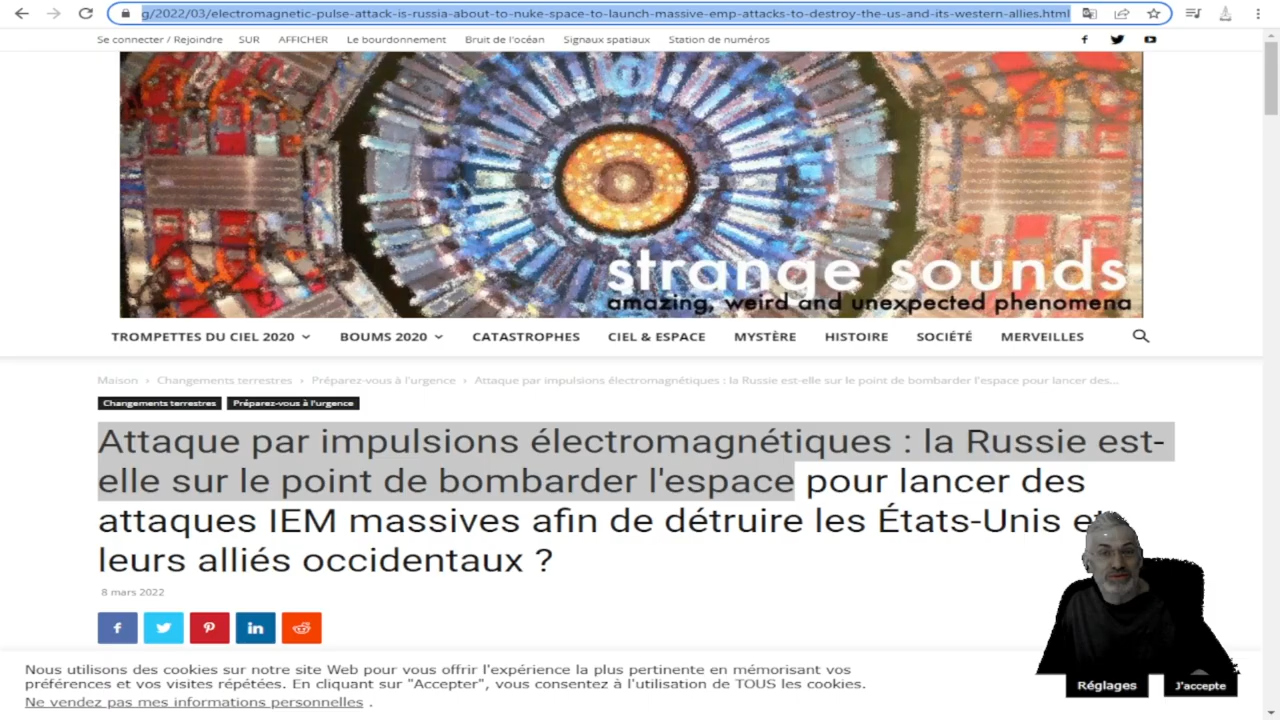 g/2022/03/electromagnetic-pulse-attack-is-russia-about-to-nuke-space-to-launch-massive-emp-attacks-to-destroy-the-us-and-its-western-allies.html
Se connecter / Rejoindre SUR AFFICHER Le bourdonnement Bruit de l'océan Signaux spatiaux Station de numéros
strange sounds
amazing, weird and unexpected phenomena
TROMPETTES DU CIEL 2020 BOUMS 2020 CATASTROPHES CIEL & ESPACE MYSTÈRE HISTOIRE SOCIÉTÉ MERVEILLES
Maison › Changements terrestres › Préparez-vous à l'urgence › Attaque par impulsions électromagnétiques : la Russie est-elle sur le point de bombarder l'espace pour lancer des...
Changements terrestres Préparez-vous à l'urgence
Attaque par impulsions électromagnétiques : la Russie est-
elle sur le point de bombarder l'espace pour lancer des
attaques IEM massives afin de détruire les États-Unis et
leurs alliés occidentaux ?
8 mars 2022
Nous utilisons des cookies sur notre site Web pour vous offrir l'expérience la plus pertinente en mémorisant vos
préférences et vos visites répétées. En cliquant sur "Accepter", vous consentez à l'utilisation de TOUS les cookies.
Ne vendez pas mes informations personnelles .
Réglages J'accepte